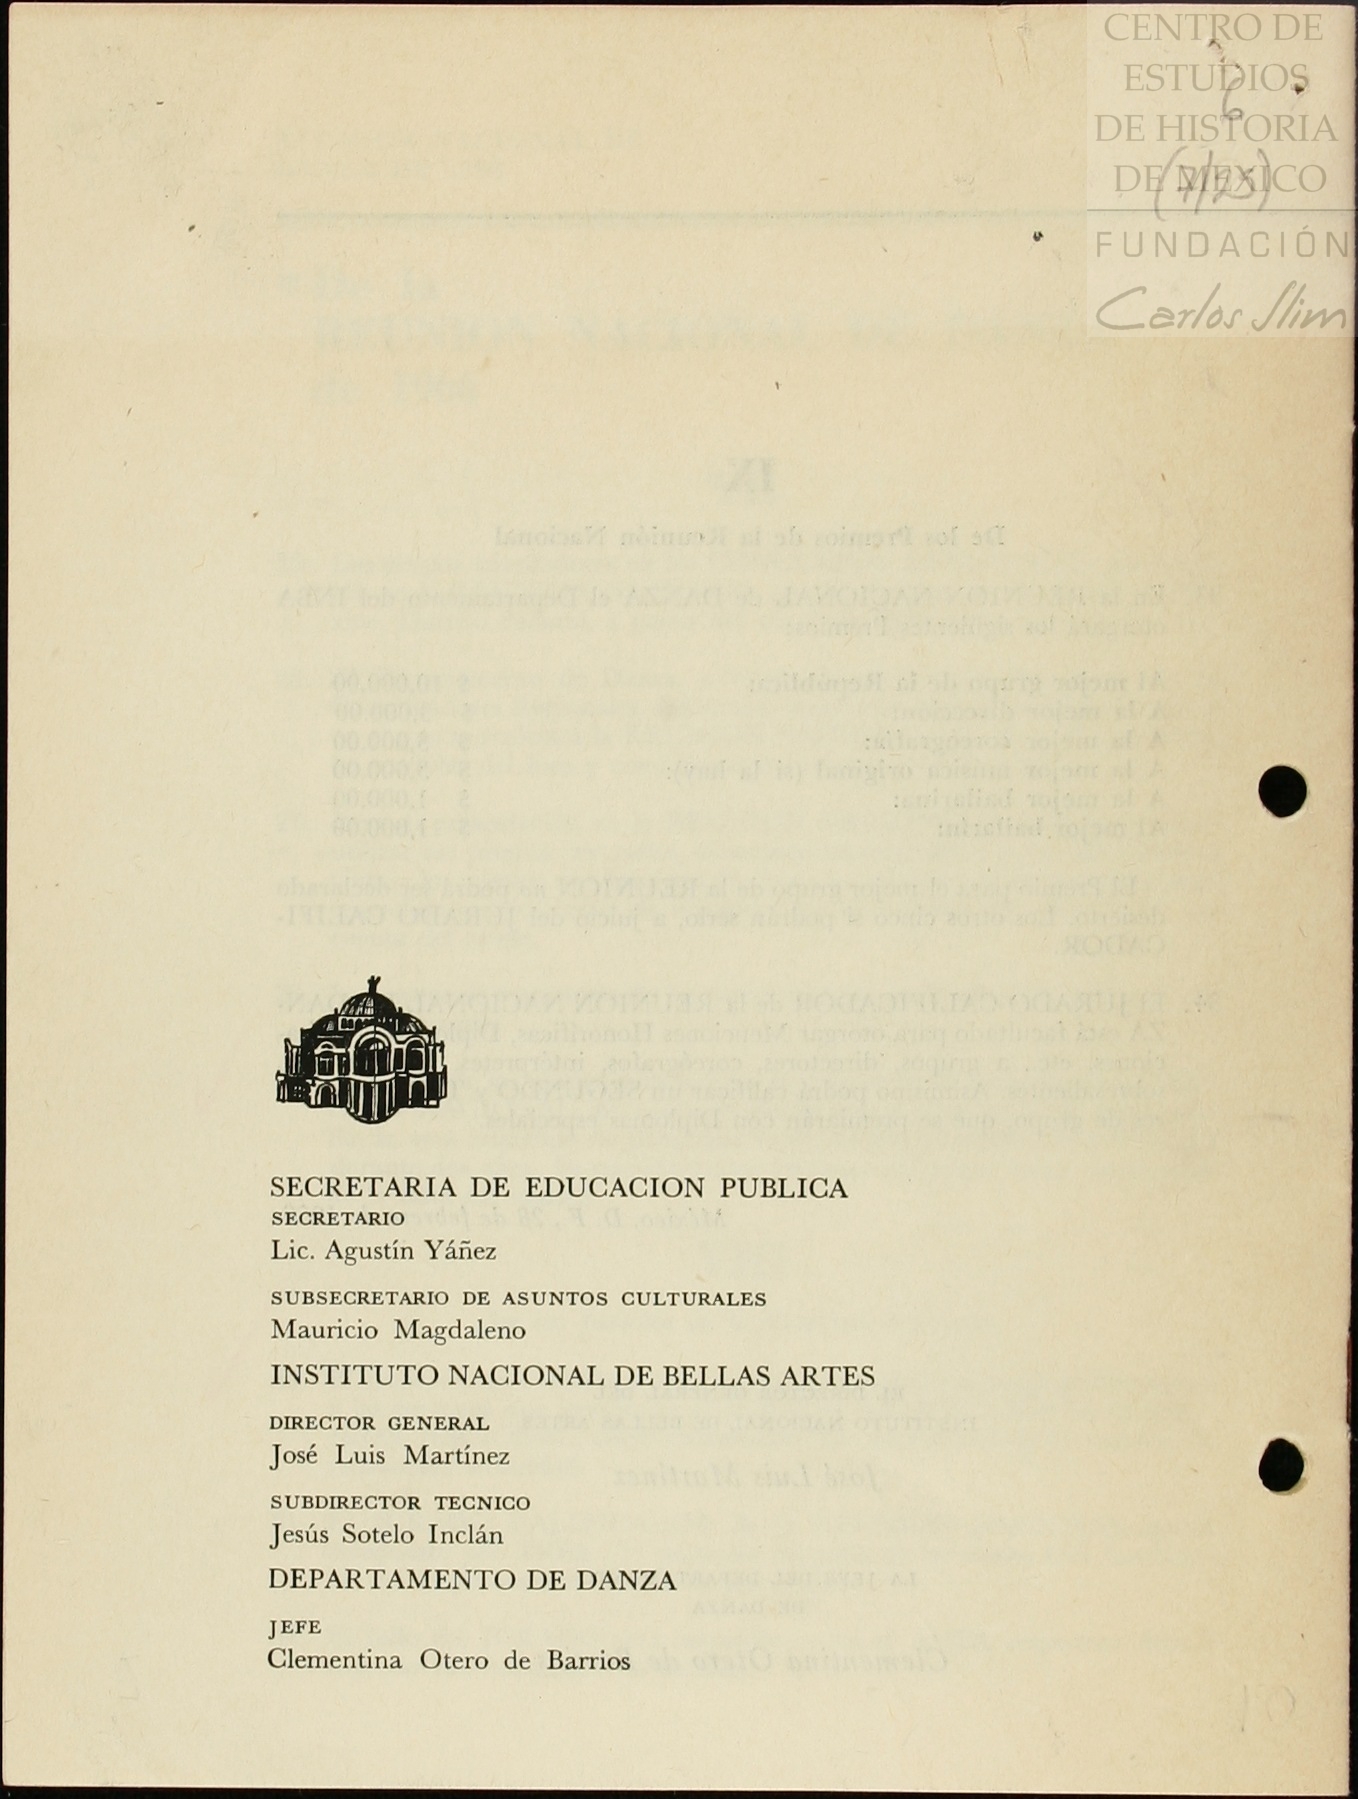 CENTRO DE
ESTUDIOS
DE HISTORIA
DE MEXICO
FUNDACIÓN
Carlos Slim
6
SECRETARIA DE EDUCACION PUBLICA
SECRETARIO
Lic. Agustín Yáñez
SUBSECRETARIO DE ASUNTOS CULTURALES
Mauricio Magdaleno
INSTITUTO NACIONAL DE BELLAS ARTES
DIRECTOR GENERAL
José Luis Martínez
SUBDIRECTOR TECNICO
Jesús Sotelo Inclán
DEPARTAMENTO DE DANZA
JEFE
Clementina Otero de Barrios